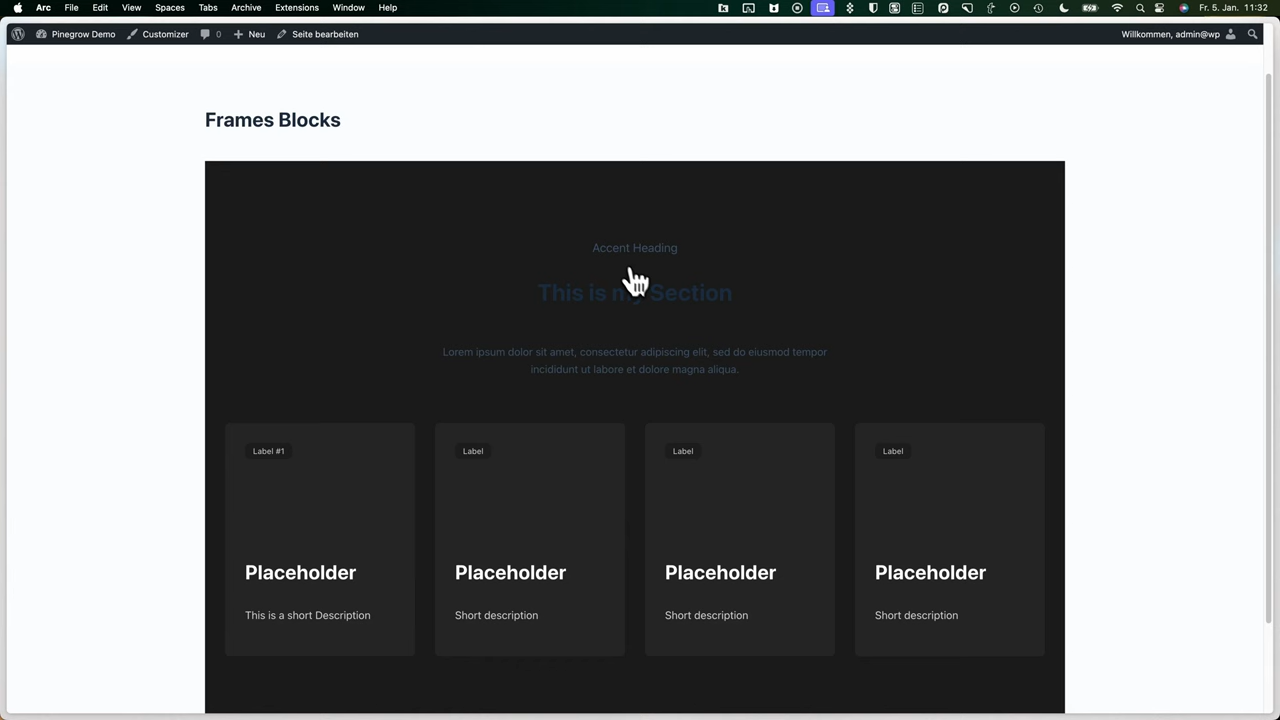 Arc File Edit View Spaces Tabs Archive Extensions Window Help Fr. 5. Jan. 11:32
Pinegrow Demo Customizer 0 Neu Seite bearbeiten Willkommen, admin@wp
Frames Blocks
Accent Heading
This is my Section
Lorem ipsum dolor sit amet, consectetur adipiscing elit, sed do eiusmod tempor
incididunt ut labore et dolore magna aliqua.
Label #1 Label Label Label
Placeholder Placeholder Placeholder Placeholder
This is a short Description Short description Short description Short description